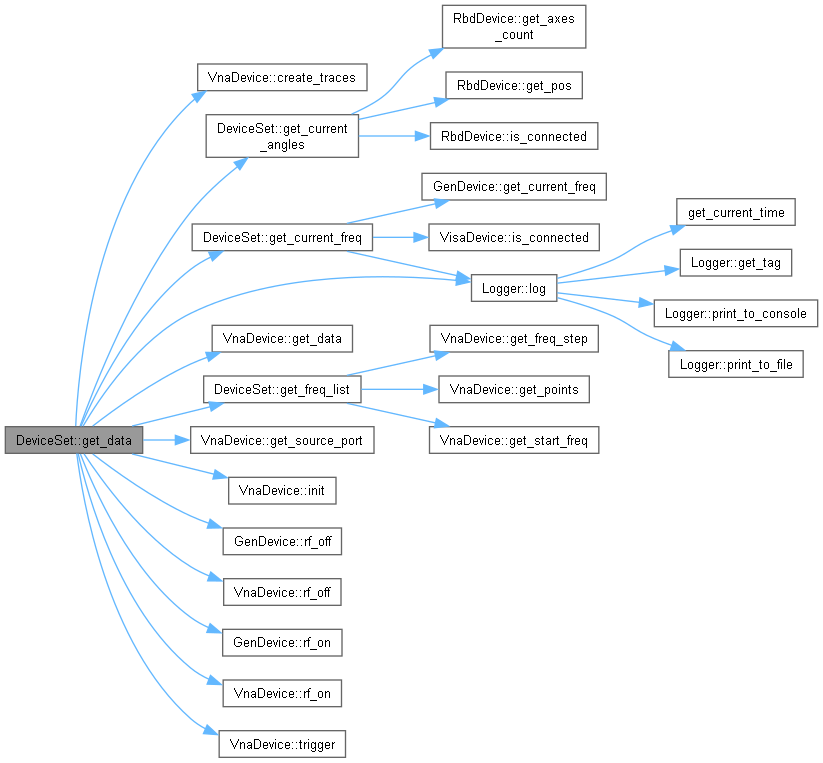 RbdDevice::get_axes
_count
VnaDevice::create_traces
RbdDevice::get_pos
DeviceSet::get_current
_angles
RbdDevice::is_connected
GenDevice::get_current_freq
get_current_time
DeviceSet::get_current_freq
VisaDevice::is_connected
Logger::get_tag
Logger::log
Logger::print_to_console
VnaDevice::get_data
VnaDevice::get_freq_step
Logger::print_to_file
DeviceSet::get_freq_list
VnaDevice::get_points
DeviceSet::get_data
VnaDevice::get_source_port
VnaDevice::get_start_freq
VnaDevice::init
GenDevice::rf_off
VnaDevice::rf_off
GenDevice::rf_on
VnaDevice::rf_on
VnaDevice::trigger